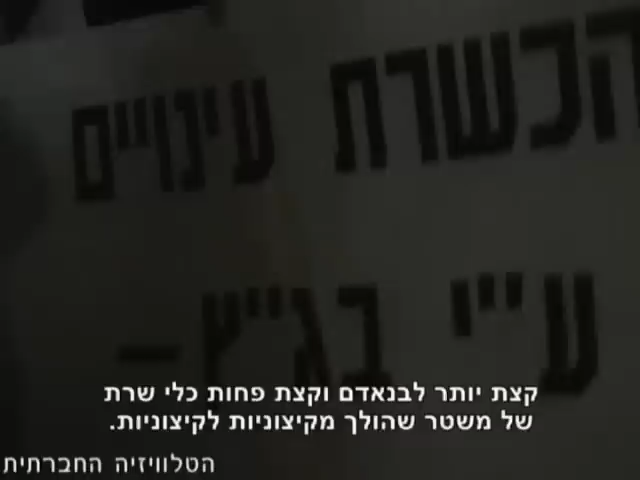 הכשרת עינויים
ע״י בג״ץ –
קצת יותר לבנאדם וקצת פחות כלי שרת
של משטר שהולך מקיצוניות לקיצוניות.
הטלוויזיה החברתית